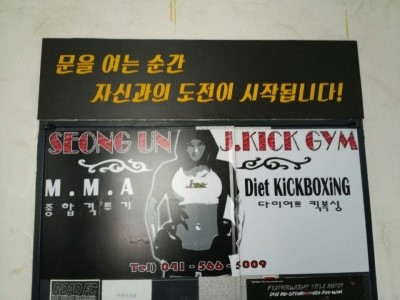 문을 여는 순간
자신과의 도전이 시작됩니다!
SEONG UN J.KICK GYM
M.M.A
종합격투기
Diet KiCKBOXiNG
다이어트 킥복싱
Tel) 041-566-5009
ROAD FC